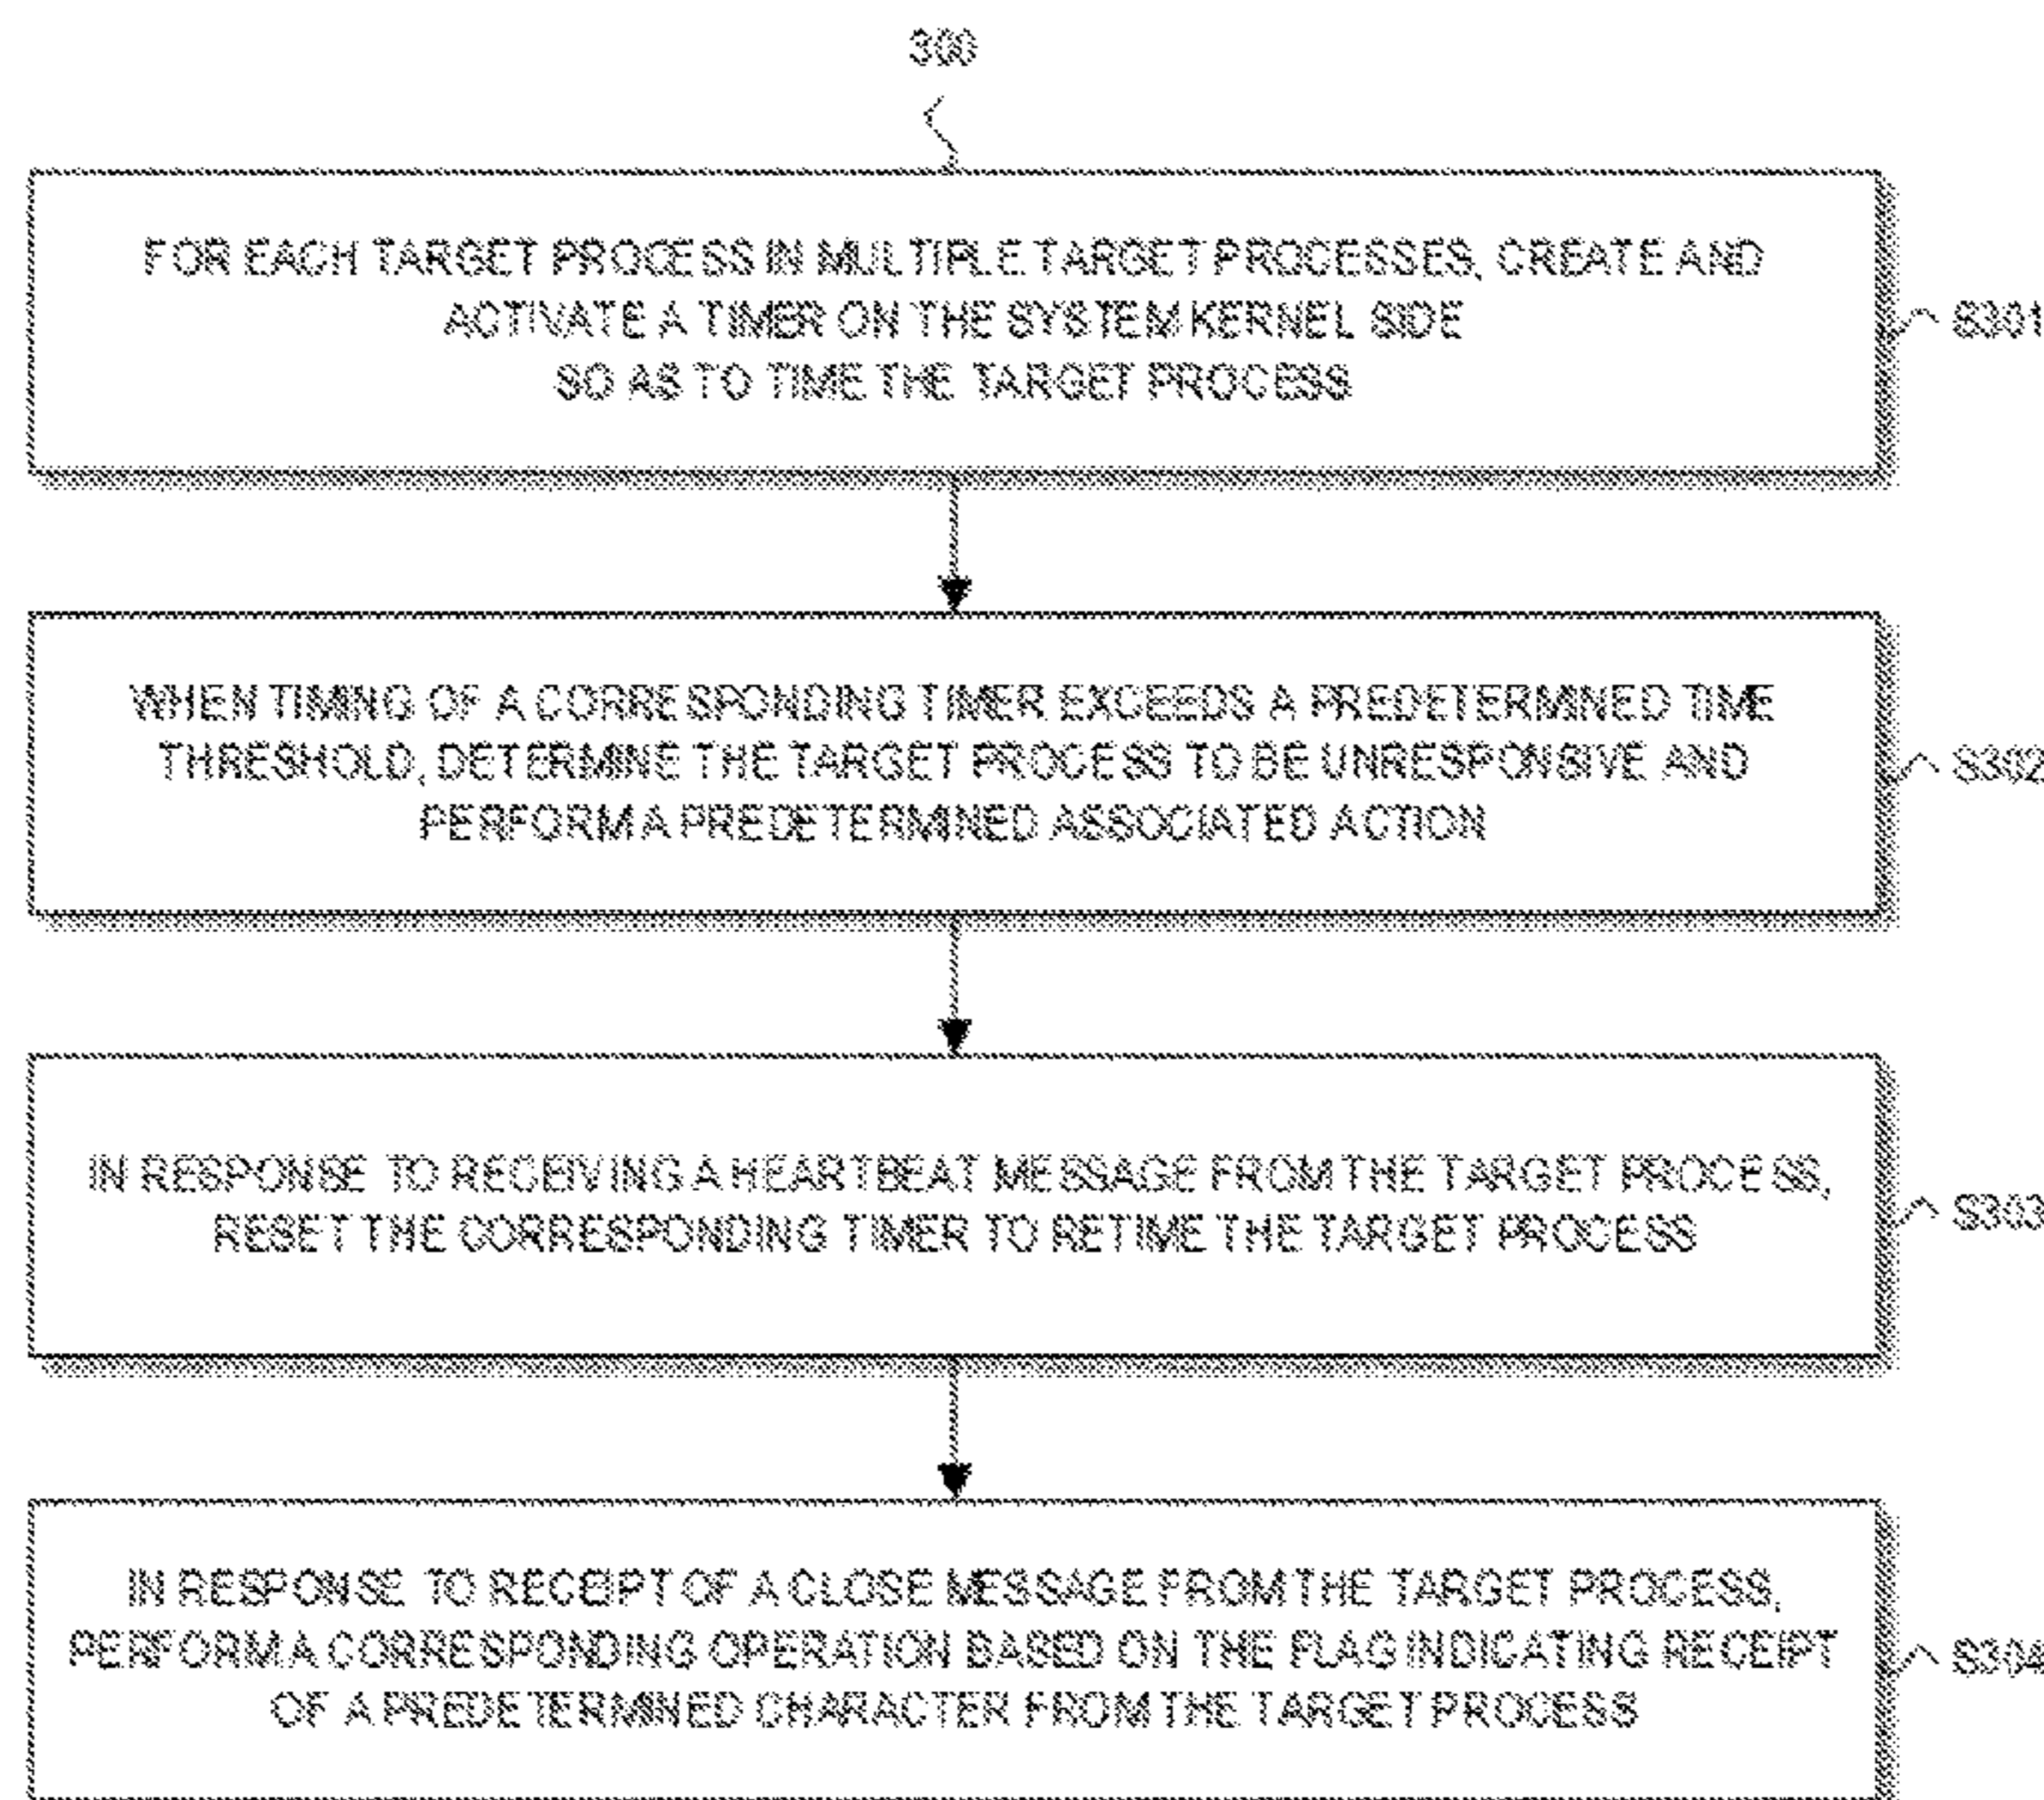 300
FOR EACH TARGET PROCESS IN MULTIPLE TARGET PROCESSES, CREATE AND
ACTIVATE A TIMER ON THE SYSTEM KERNEL SIDE
SO AS TO TIME THE TARGET PROCESS
S301
WHEN TIMING OF A CORRESPONDING TIMER EXCEEDS A PREDETERMINED TIME
THRESHOLD, DETERMINE THE TARGET PROCESS TO BE UNRESPONSIVE AND
PERFORM A PREDETERMINED ASSOCIATED ACTION
S302
IN RESPONSE TO RECEIVING A HEARTBEAT MESSAGE FROM THE TARGET PROCESS,
RESET THE CORRESPONDING TIMER TO RETIME THE TARGET PROCESS
S303
IN RESPONSE TO RECEIPT OF A CLOSE MESSAGE FROM THE TARGET PROCESS,
PERFORM A CORRESPONDING OPERATION BASED ON THE FLAG INDICATING RECEIPT
OF A PREDETERMINED CHARACTER FROM THE TARGET PROCESS
S304